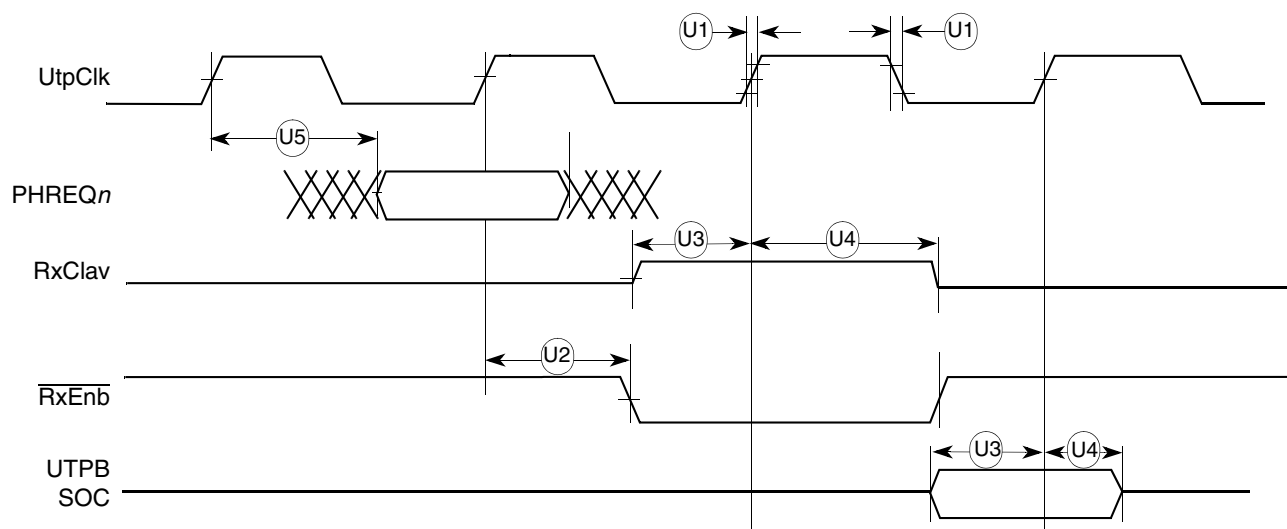 U1
U1
UtpClk
U5
PHREQn
U3
U4
RxClav
U2
RxEnb
U3
U4
UTPB
SOC